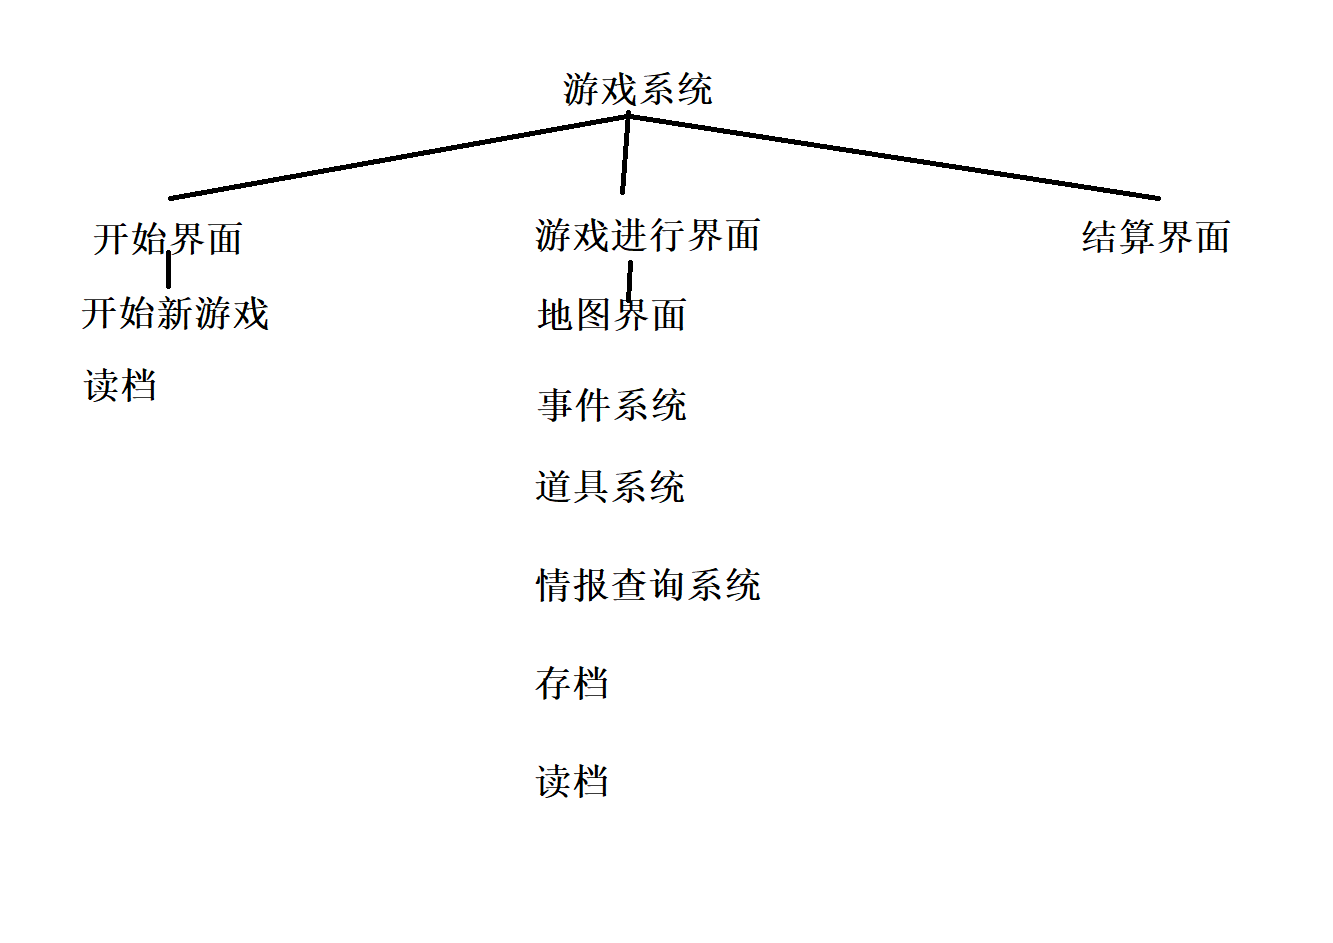 游戏系统
开始界面
游戏进行界面
结算界面
开始新游戏
地图界面
读档
事件系统
道具系统
情报查询系统
存档
读档